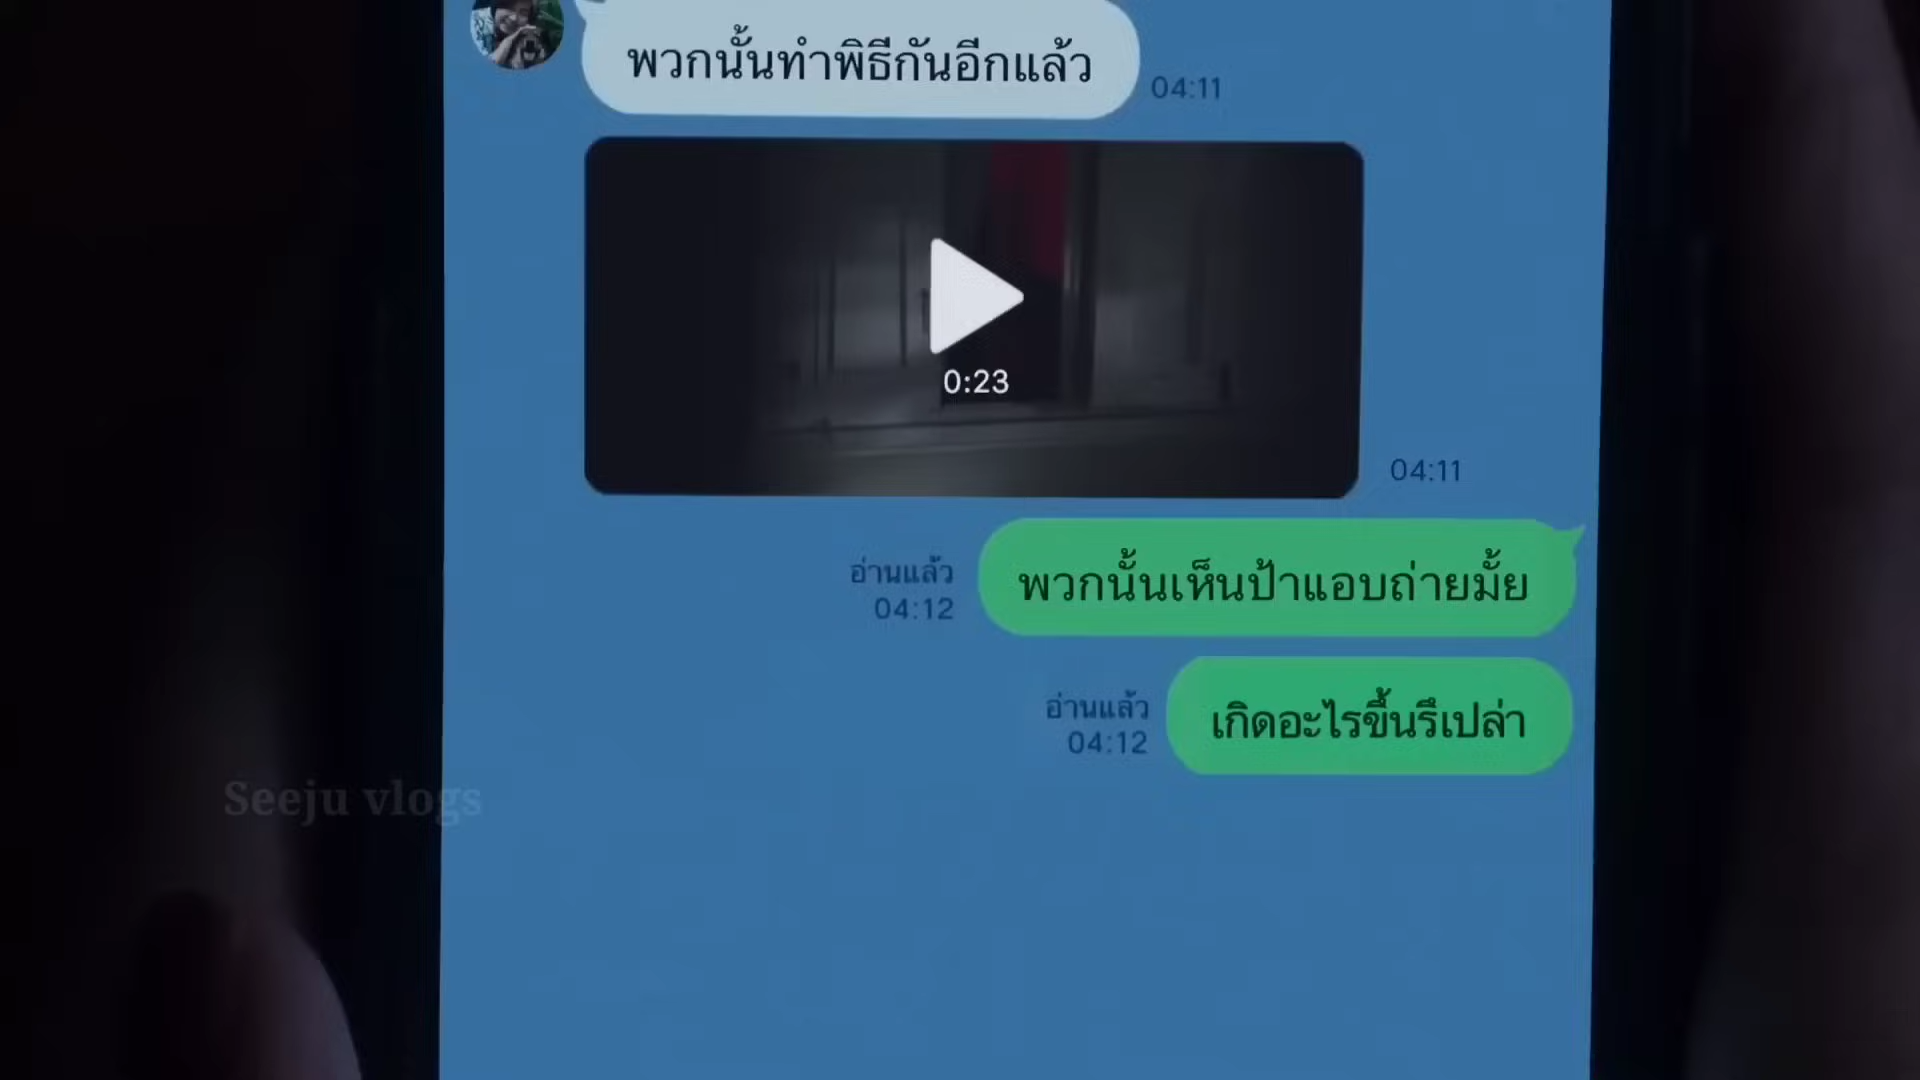 พวกนั้นทำพิธีกันอีกแล้ว
04:11
0:23
04:11
พวกนั้นเห็นป้าแอบถ่ายมั้ย
อ่านแล้ว
04:12
เกิดอะไรขึ้นรึเปล่า
อ่านแล้ว
04:12
Seeju vlogs